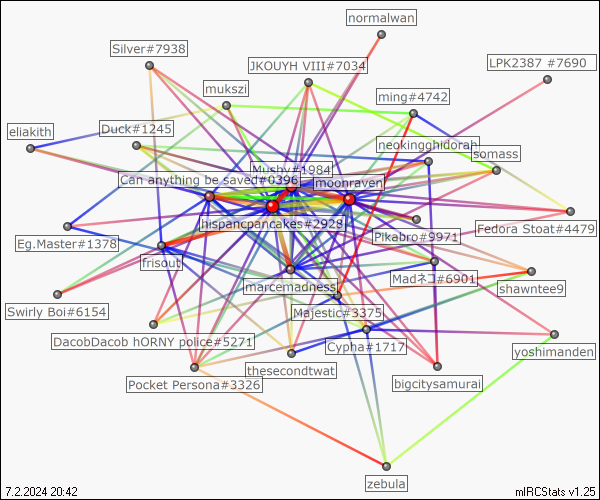 normalwan
Silver#7938
JKOUYH VIII#7034
LPK2387 #7690
mukszi
ming#4742
eliakith
Duck#1245
neokingghidorah
somass
Mushy#1984
Can anything be saved#0396
moonraven
hispancpancakes#2928
Pikabro#9971
Fedora Stoat#4479
Eg.Master#1378
frisout
marcemadness
Madネコ#6901
shawntee9
Swirly Boi#6154
Majestic#3375
DacobDacob hORNY police#5271
Cypha#1717
yoshimanden
thesecondtwat
Pocket Persona#3326
bigcitysamurai
zebula
7.2.2024 20:42
mIRCStats v1.25